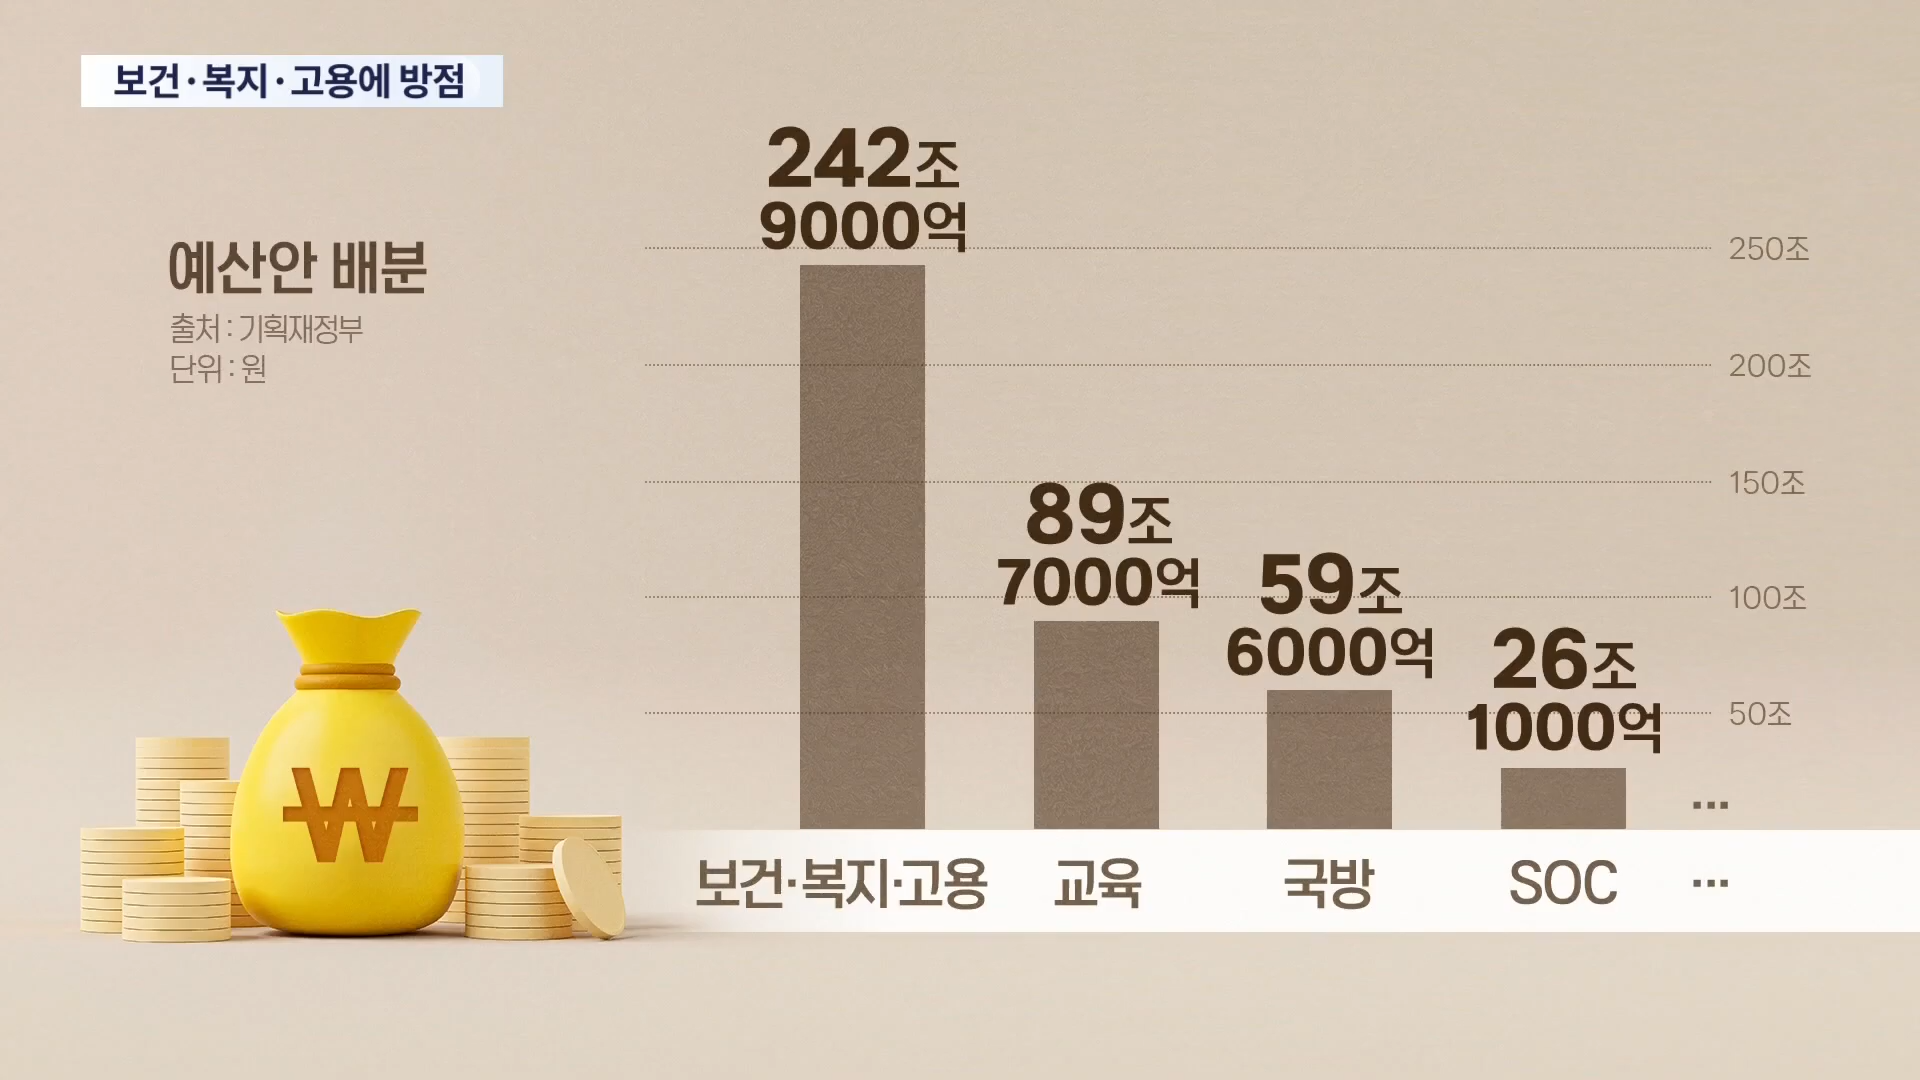 보건·복지·고용에 방점
예산안 배분
출처 : 기획재정부
단위 : 원
242조
9000억
89조
7000억
59조
6000억
26조
1000억
250조
200조
150조
100조
50조
...
보건·복지·고용 교육 국방 SOC ...
₩